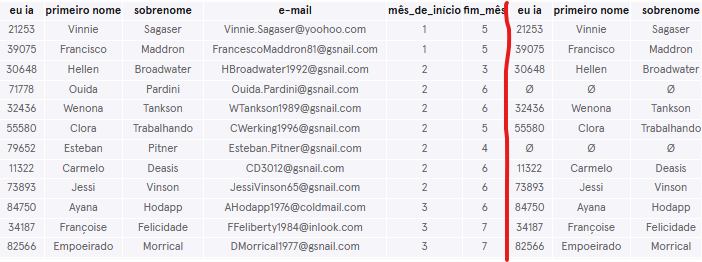 eu ia primeiro nome sobrenome e-mail mês_de_início fim_mês eu ia primeiro nome sobrenome
21253 Vinnie Sagaser Vinnie.Sagaser@yoohoo.com 1 5 21253 Vinnie Sagaser
39075 Francisco Maddron FrancescoMaddron81@gsnail.com 1 5 39075 Francisco Maddron
30648 Hellen Broadwater HBroadwater1992@gsnail.com 2 3 30648 Hellen Broadwater
71778 Ouida Pardini Ouida.Pardini@gsnail.com 2 6 Ø Ø Ø
32436 Wenona Tankson WTankson1989@gsnail.com 2 6 32436 Wenona Tankson
55580 Clora Trabalhando CWerking1996@gsnail.com 2 5 55580 Clora Trabalhando
79652 Esteban Pitner Esteban.Pitner@gsnail.com 2 4 Ø Ø Ø
11322 Carmelo Deasis CD3012@gsnail.com 2 6 11322 Carmelo Deasis
73893 Jessi Vinson JessiVinson65@gsnail.com 2 6 73893 Jessi Vinson
84750 Ayana Hodapp AHodapp1976@coldmail.com 3 6 84750 Ayana Hodapp
34187 Françoise Felicidade FFeliberty1984@inlook.com 3 7 34187 Françoise Felicidade
82566 Empoeirado Morrical DMorrical1977@gsnail.com 3 7 82566 Empoeirado Morrical